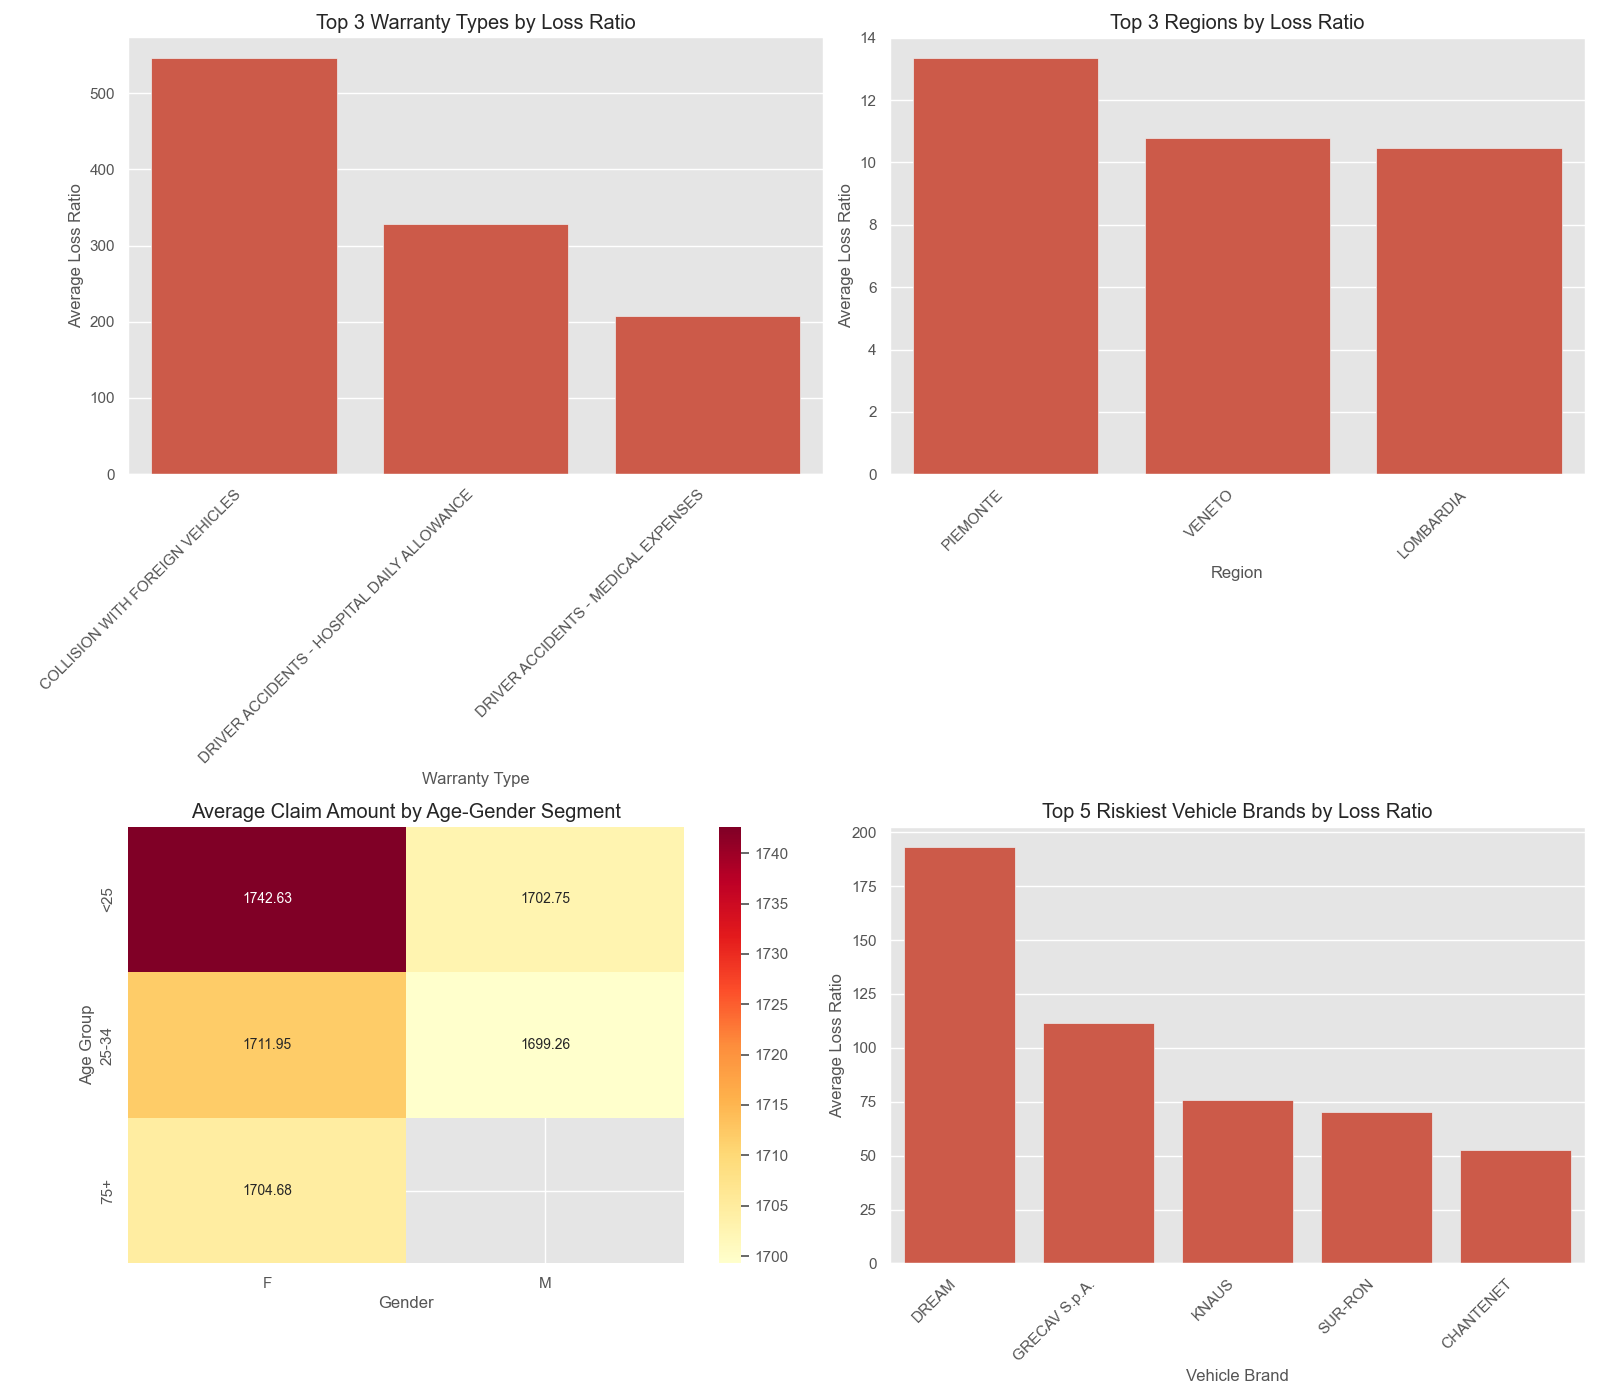 Top 3 Warranty Types by Loss Ratio
Average Loss Ratio
500
400
300
200
100
0
COLLISION WITH FOREIGN VEHICLES
DRIVER ACCIDENTS - HOSPITAL DAILY ALLOWANCE
DRIVER ACCIDENTS - MEDICAL EXPENSES
Warranty Type
Top 3 Regions by Loss Ratio
Average Loss Ratio
14
12
10
8
6
4
2
0
PIEMONTE
VENETO
LOMBARDIA
Region
Average Claim Amount by Age-Gender Segment
Age Group
<25
25-34
75+
1742.63
1702.75
1711.95
1699.26
1704.68
F
M
Gender
1740
1735
1730
1725
1720
1715
1710
1705
1700
Top 5 Riskiest Vehicle Brands by Loss Ratio
Average Loss Ratio
200
175
150
125
100
75
50
25
0
DREAM
GRECAV S.p.A.
KNAUS
SUR-RON
CHANTENET
Vehicle Brand